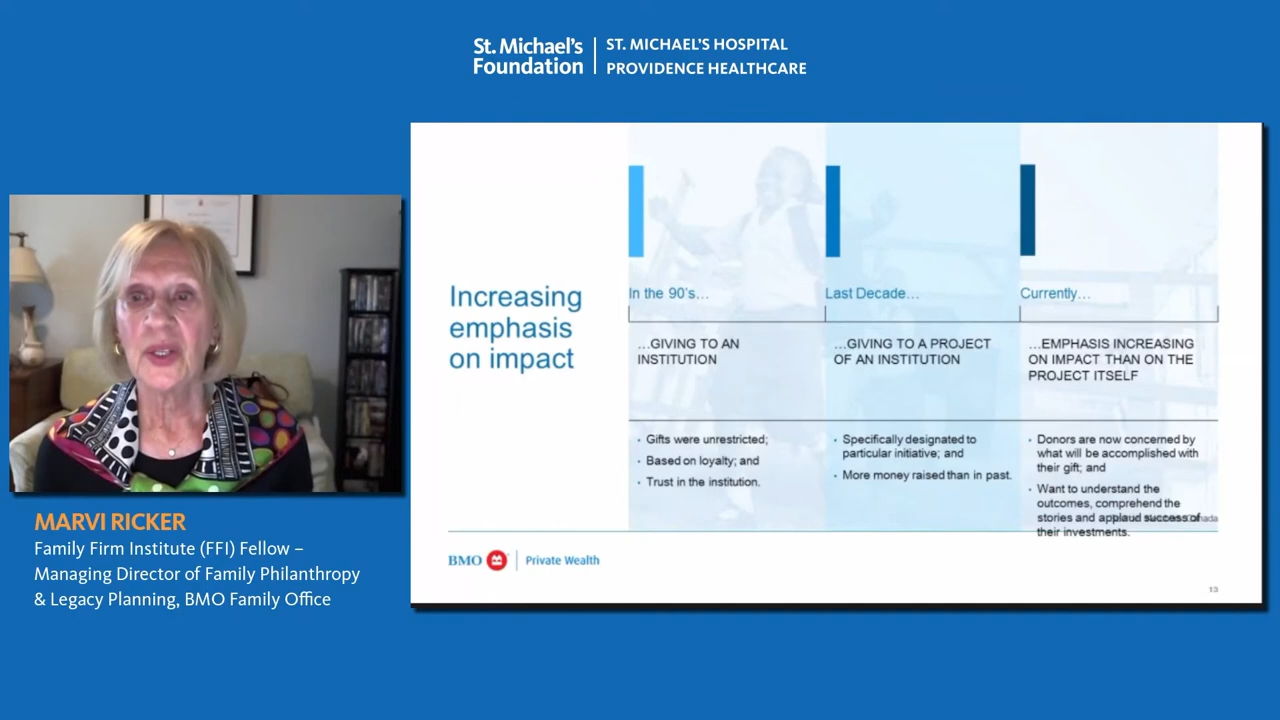 St. Michael's
Foundation
ST. MICHAEL'S HOSPITAL
PROVIDENCE HEALTHCARE
MARVI RICKER
Family Firm Institute (FFI) Fellow –
Managing Director of Family Philanthropy
& Legacy Planning, BMO Family Office
Increasing
emphasis
on impact
In the 90's…
…GIVING TO AN
INSTITUTION
• Gifts were unrestricted;
• Based on loyalty; and
• Trust in the institution.
Last Decade…
…GIVING TO A PROJECT
OF AN INSTITUTION
• Specifically designated to
particular initiative; and
• More money raised than in past.
Currently…
…EMPHASIS INCREASING
ON IMPACT THAN ON THE
PROJECT ITSELF
• Donors are now concerned by
what will be accomplished with
their gift; and
• Want to understand the
outcomes, comprehend the
stories and applaud success of
their investments.
BMO Private Wealth
13